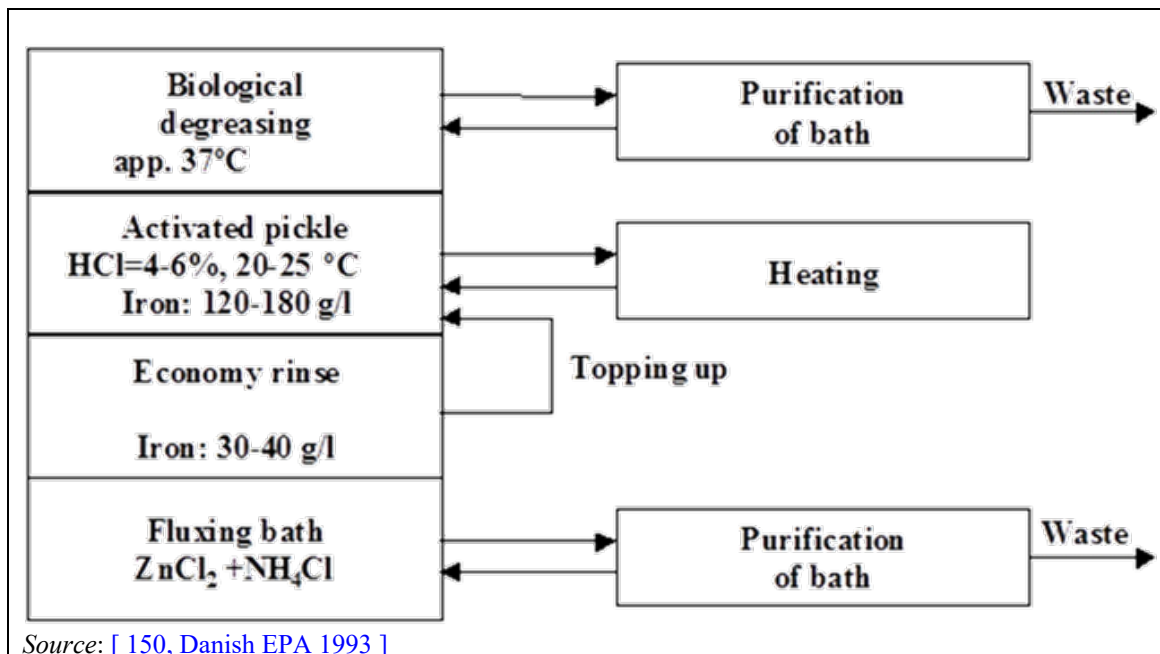 Biological
degreasing
app. 37°C
Purification
of bath
Waste
Activated pickle
HCl=4-6%, 20-25 °C
Iron: 120-180 g/l
Heating
Economy rinse
Iron: 30-40 g/l
Topping up
Fluxing bath
ZnCl₂ +NH₄Cl
Purification
of bath
Waste
Source: [ 150, Danish EPA 1993 ]